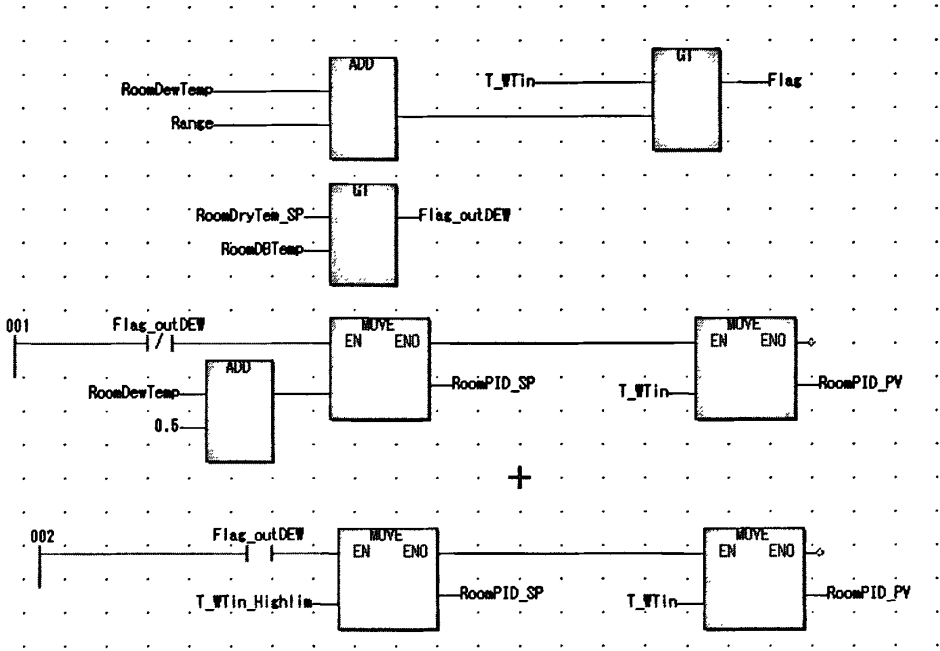 ADD
GT
RoomDewTemp
T_WTin
Flag
Range
GT
RoomDryTem_SP
Flag_outDEW
RoomDBTemp
001
Flag_outDEW
MOVE
MOVE
EN ENO
EN ENO
ADD
RoomDewTemp
RoomPID_SP
T_WTin
RoomPID_PV
0.5
002
Flag_outDEW
MOVE
MOVE
EN ENO
EN ENO
T_WTin_Highlim
RoomPID_SP
T_WTin
RoomPID_PV